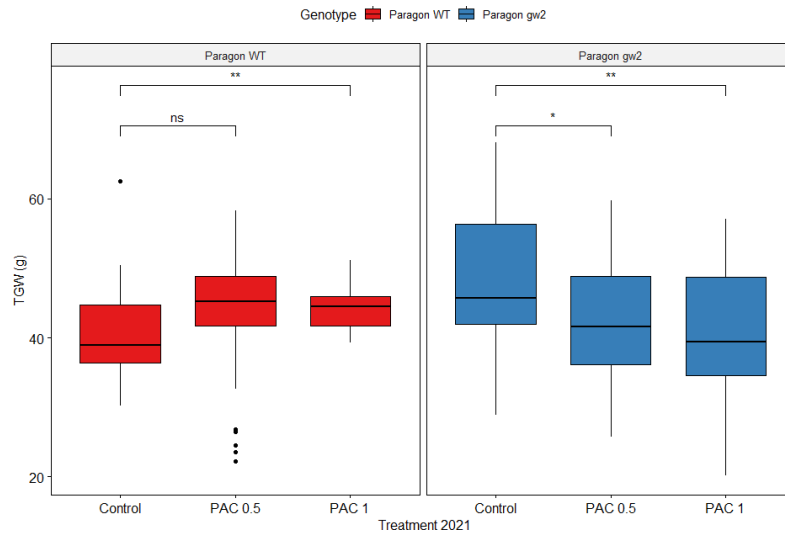 Genotype Paragon WT Paragon gw2
Paragon WT Paragon gw2
** **
ns *
TGW (g)
60
40
20
Control PAC 0.5 PAC 1 Control PAC 0.5 PAC 1
Treatment 2021